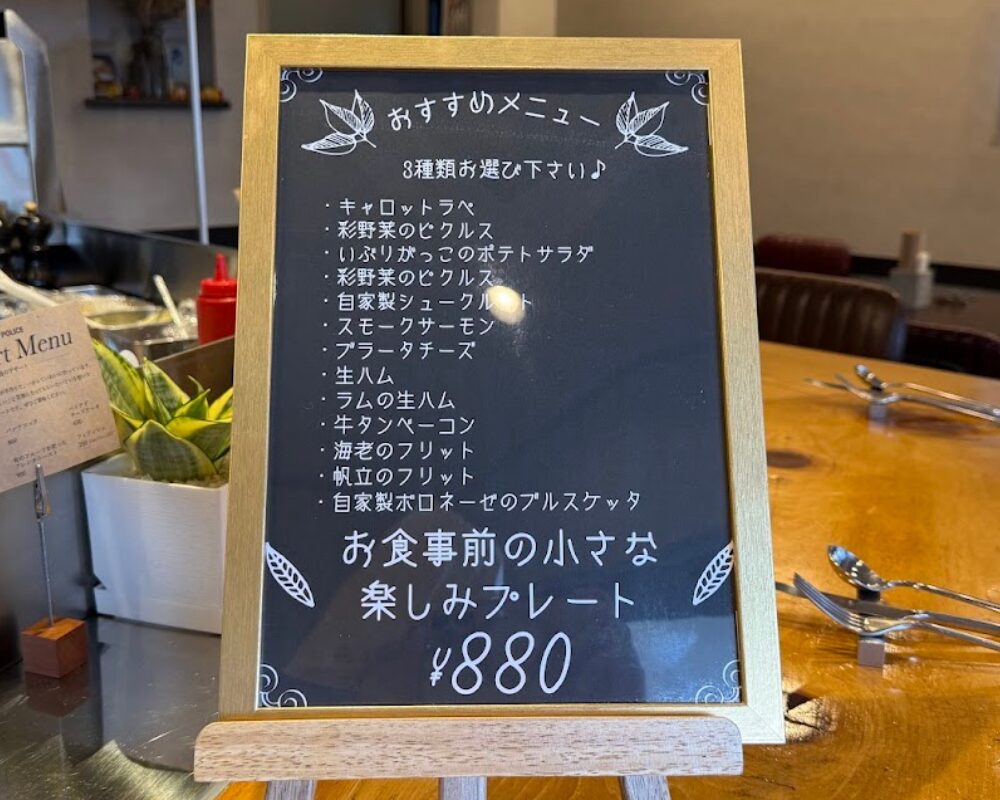 おすすめメニュー
3種類お選び下さい♪
・キャロットラペ
・彩野菜のピクルス
・いぶりがっこのポテトサラダ
・彩野菜のピクルス
・自家製シュークルート
・スモークサーモン
・ブラータチーズ
・生ハム
・ラムの生ハム
・牛タンベーコン
・海老のフリット
・帆立のフリット
・自家製ボロネーゼのブルスケッタ
お食事前の小さな
楽しみプレート
¥880
POLICE
rt Menu